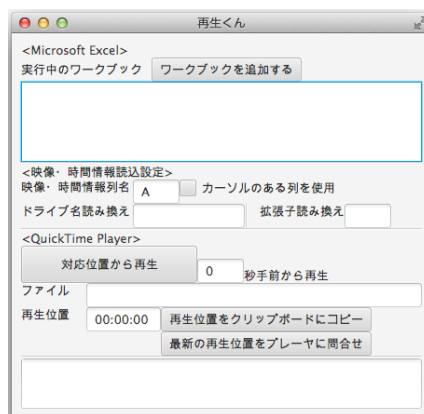 再生くん
<Microsoft Excel>
実行中のワークブック ワークブックを追加する
<映像・時間情報読込設定>
映像・時間情報列名 A カーソルのある列を使用
ドライブ名読み換え 拡張子読み換え
<QuickTime Player>
対応位置から再生 0 秒手前から再生
ファイル
再生位置 00:00:00 再生位置をクリップボードにコピー
最新の再生位置をプレーヤに問合せ